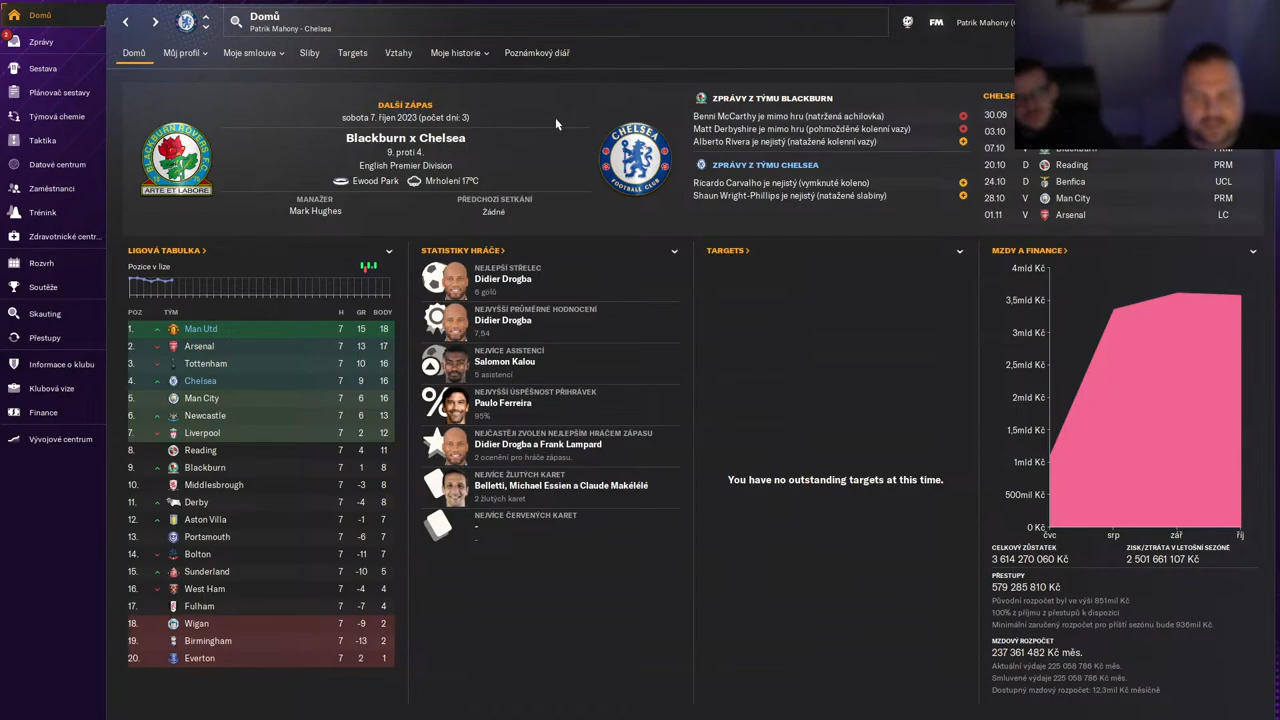 Domů
2
Zprávy
Sestava
Plánovač sestavy
Týmová chemie
Taktika
Datové centrum
Zaměstnanci
Trénink
Zdravotnické centr...
Rozvrh
Soutěže
Skauting
Přestupy
Informace o klubu
Klubová vize
Finance
Vývojové centrum
Domů
Patrik Mahony - Chelsea
FM
Patrik Mahony (
Domů
Můj profil
Moje smlouva
Sliby
Targets
Vztahy
Moje historie
Poznámkový diář
DALŠÍ ZÁPAS
sobota 7. říjen 2023 (počet dní: 3)
Blackburn x Chelsea
9. proti 4.
English Premier Division
Ewood Park
Mrholení 17°C
MANAŽER
Mark Hughes
PŘEDCHOZÍ SETKÁNÍ
Žádné
BLACKBURN ROVERS F.C.
ARTE ET LABORE
CHELSEA
FOOTBALL CLUB
ZPRÁVY Z TÝMU BLACKBURN
Benni McCarthy je mimo hru (natržená achilovka)
Matt Derbyshire je mimo hru (pohmožděné kolenní vazy)
Alberto Rivera je nejistý (natažené kolenní vazy)
ZPRÁVY Z TÝMU CHELSEA
Ricardo Carvalho je nejistý (vymknuté koleno)
Shaun Wright-Phillips je nejistý (natažené slabiny)
CHELSE
30.09
03.10
07.10 V Blackburn PRM
20.10 D Reading PRM
24.10 D Benfica UCL
28.10 V Man City PRM
01.11 V Arsenal LC
LIGOVÁ TABULKA
Pozice v lize
POZ TÝM H GR BODY
1. Man Utd 7 15 18
2. Arsenal 7 13 17
3. Tottenham 7 10 16
4. Chelsea 7 9 16
5. Man City 7 6 16
6. Newcastle 7 6 13
7. Liverpool 7 2 12
8. Reading 7 4 11
9. Blackburn 7 1 8
10. Middlesbrough 7 -3 8
11. Derby 7 -4 8
12. Aston Villa 7 -1 7
13. Portsmouth 7 -6 7
14. Bolton 7 -11 7
15. Sunderland 7 -10 5
16. West Ham 7 -4 4
17. Fulham 7 -7 4
18. Wigan 7 -9 2
19. Birmingham 7 -13 2
20. Everton 7 2 1
STATISTIKY HRÁČE
NEJLEPŠÍ STŘELEC
Didier Drogba
6 gólů
NEJVYŠŠÍ PRŮMĚRNÉ HODNOCENÍ
Didier Drogba
7,54
NEJVÍCE ASISTENCÍ
Salomon Kalou
5 asistencí
NEJVYŠŠÍ ÚSPĚŠNOST PŘIHRÁVEK
Paulo Ferreira
95%
NEJČASTĚJI ZVOLEN NEJLEPŠÍM HRÁČEM ZÁPASU
Didier Drogba a Frank Lampard
2 ocenění pro hráče zápasu.
NEJVÍCE ŽLUTÝCH KARET
Belletti, Michael Essien a Claude Makélélé
2 žlutých karet
NEJVÍCE ČERVENÝCH KARET
-
-
TARGETS
You have no outstanding targets at this time.
MZDY A FINANCE
4mld Kč
3,5mld Kč
3mld Kč
2,5mld Kč
2mld Kč
1,5mld Kč
1mld Kč
500mil Kč
0 Kč
čvc srp zář říj
CELKOVÝ ZŮSTATEK
3 614 270 060 Kč
ZISK/ZTRÁTA V LETOŠNÍ SEZÓNĚ
2 501 661 107 Kč
PŘESTUPY
579 285 810 Kč
Původní rozpočet byl ve výši 851mil Kč
100% z příjmu z přestupů k dispozici
Minimální zaručený rozpočet pro příští sezónu bude 936mil Kč.
MZDOVÝ ROZPOČET
237 361 482 Kč měs.
Aktuální výdaje 225 058 786 Kč měs.
Smluvené výdaje 225 058 786 Kč měs.
Dostupný mzdový rozpočet: 12,3mil Kč měsíčně